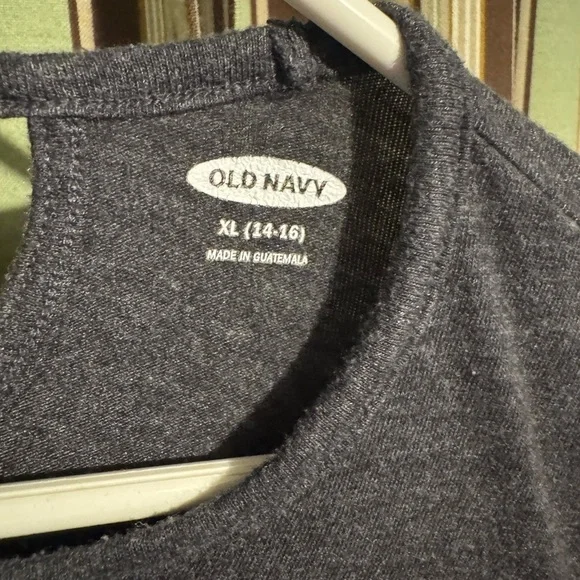 OLD NAVY
XL (14-16)
MADE IN GUATEMALA